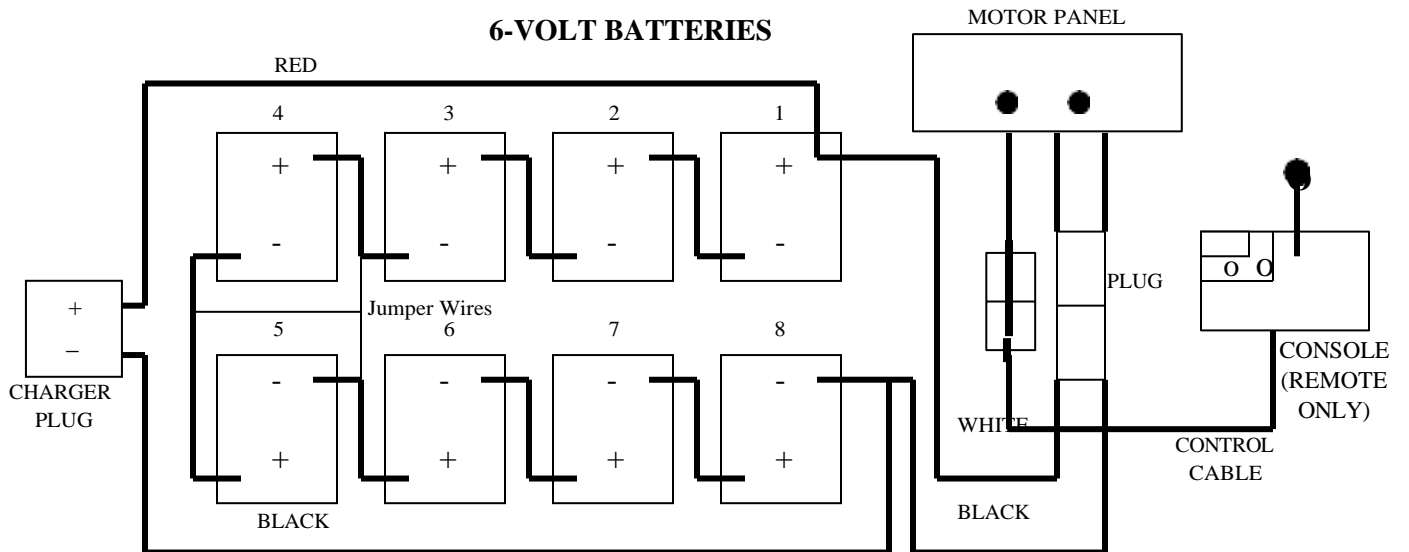 6-VOLT BATTERIES
MOTOR PANEL
RED
4 3 2 1
+ + + +
- - - -
O O
PLUG
+
–
CHARGER
PLUG
Jumper Wires
5 6 7 8
- - - -
+ + + +
BLACK
WHITE
BLACK
CONTROL
CABLE
CONSOLE
(REMOTE
ONLY)